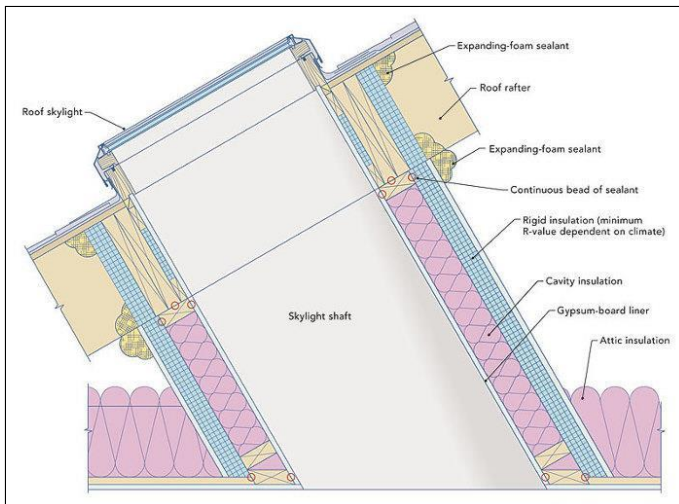 Expanding-foam sealant
Roof rafter
Roof skylight
Expanding-foam sealant
Continuous bead of sealant
Rigid insulation (minimum
R-value dependent on climate)
Cavity insulation
Skylight shaft
Gypsum-board liner
Attic insulation